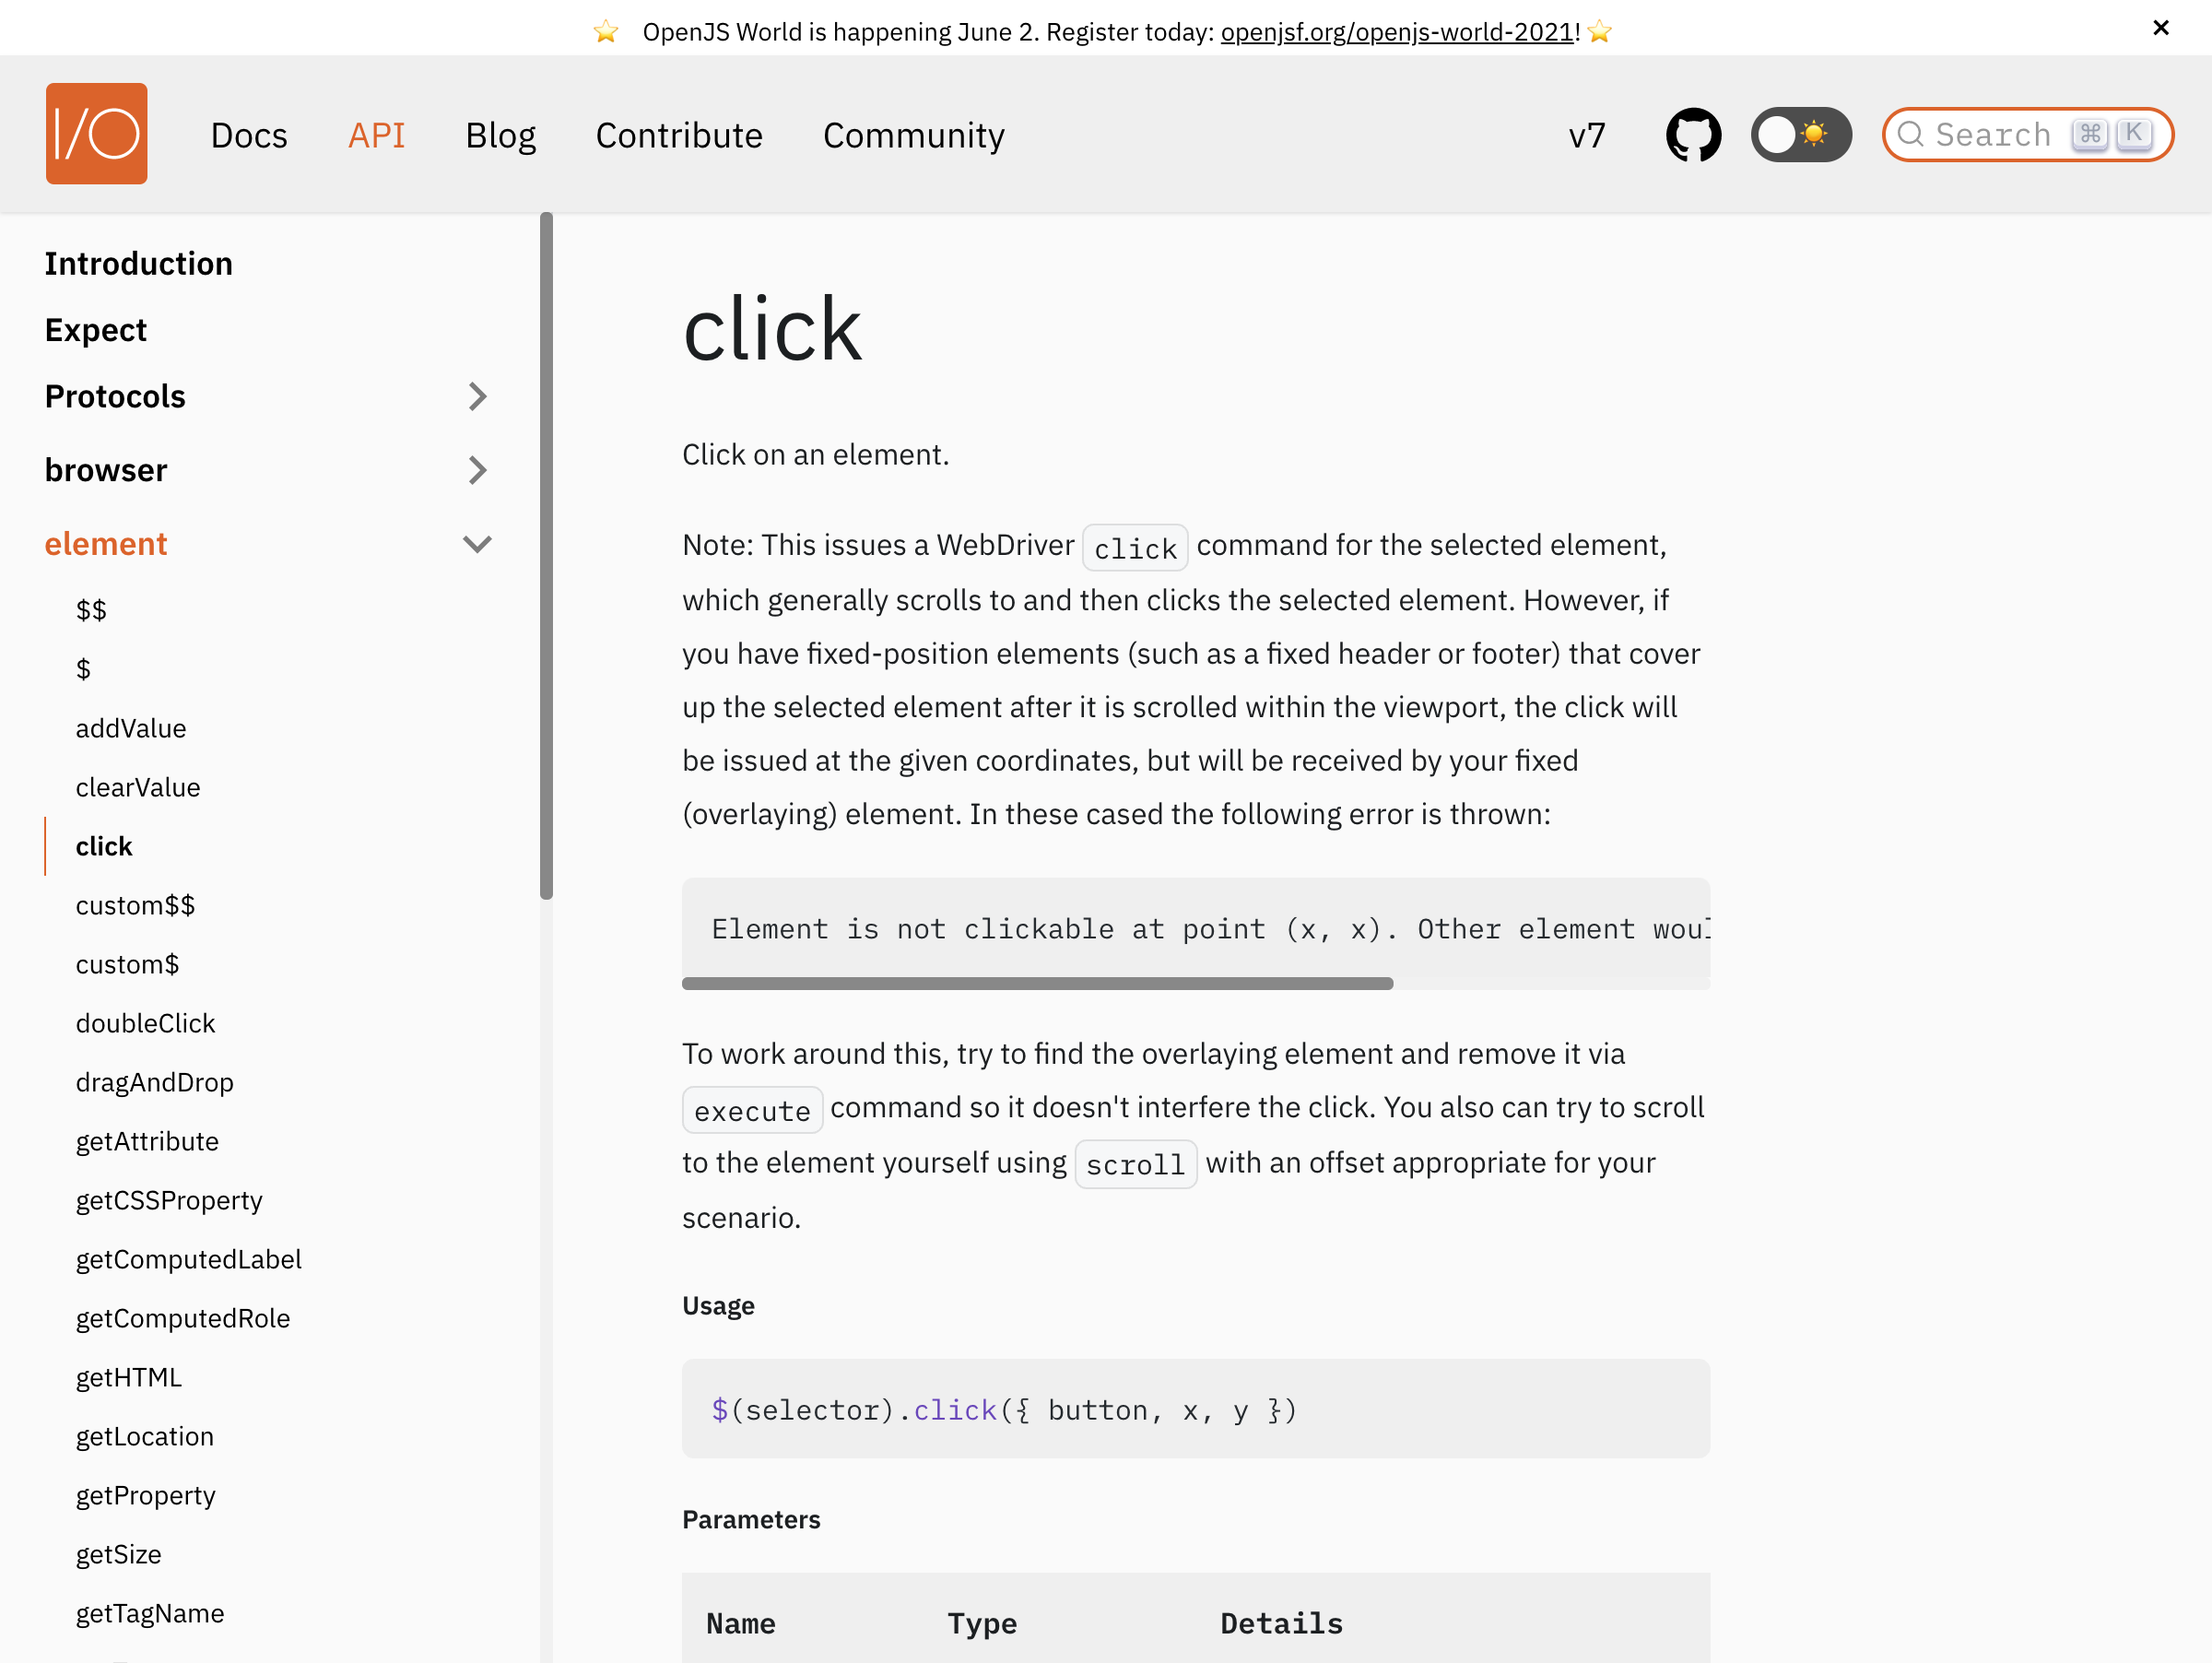 ⭐ OpenJS World is happening June 2. Register today: openjsf.org/openjs-world-2021! ⭐
I/O
Docs API Blog Contribute Community v7 Search ⌘ K
Introduction
Expect
Protocols
browser
element
$$
$
addValue
clearValue
click
custom$$
custom$
doubleClick
dragAndDrop
getAttribute
getCSSProperty
getComputedLabel
getComputedRole
getHTML
getLocation
getProperty
getSize
getTagName
click
Click on an element.
Note: This issues a WebDriver click command for the selected element,
which generally scrolls to and then clicks the selected element. However, if
you have fixed-position elements (such as a fixed header or footer) that cover
up the selected element after it is scrolled within the viewport, the click will
be issued at the given coordinates, but will be received by your fixed
(overlaying) element. In these cased the following error is thrown:
Element is not clickable at point (x, x). Other element
To work around this, try to find the overlaying element and remove it via
execute command so it doesn't interfere the click. You also can try to scroll
to the element yourself using scroll with an offset appropriate for your
scenario.
Usage
$(selector).click({ button, x, y })
Parameters
Name Type Details